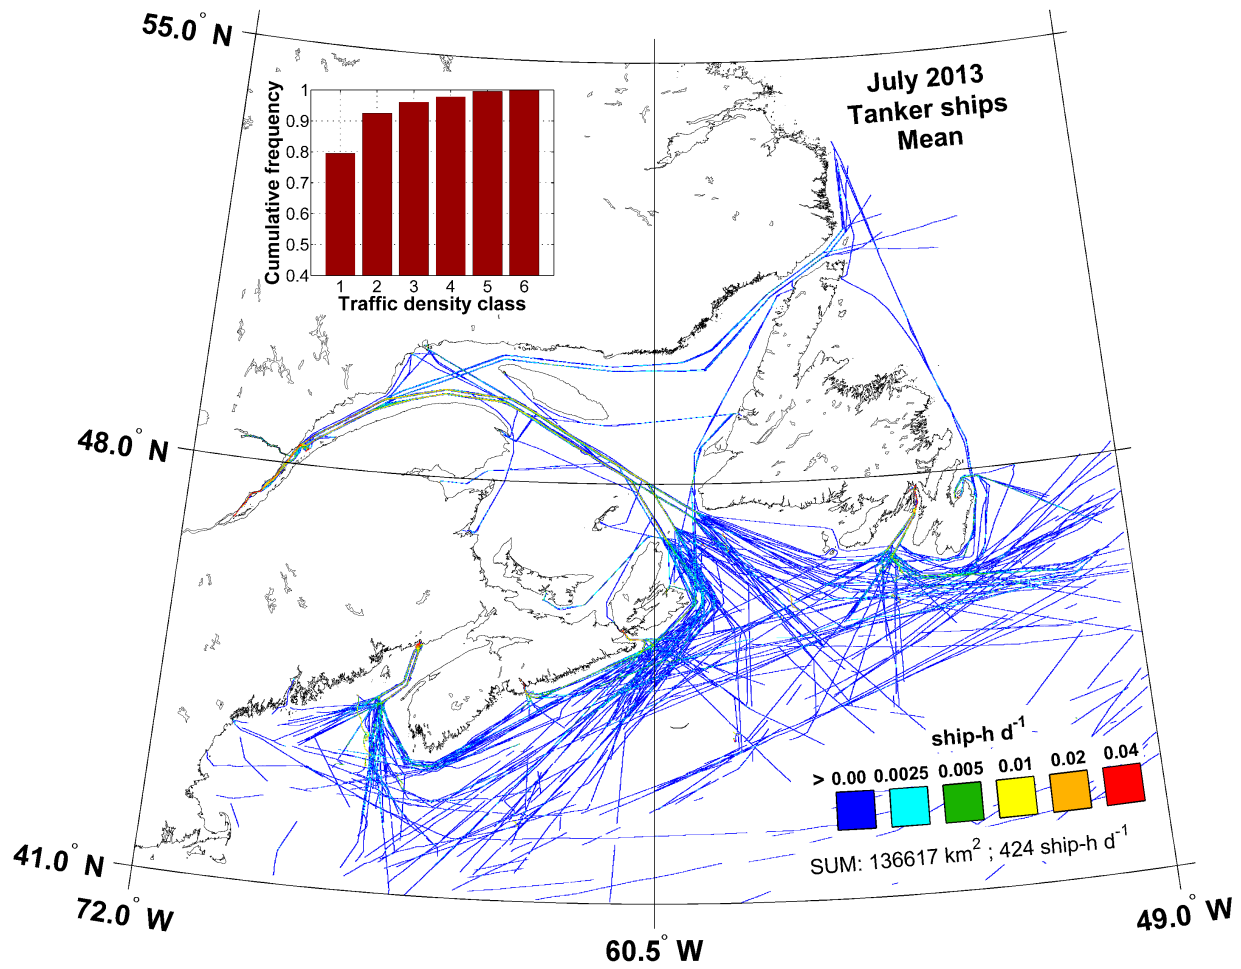 55.0° N
July 2013
Tanker ships
Mean
Cumulative frequency
1
0.9
0.8
0.7
0.6
0.5
0.4
1 2 3 4 5 6
Traffic density class
48.0° N
ship-h d-1
> 0.00 0.0025 0.005 0.01 0.02 0.04
SUM: 136617 km2 ; 424 ship-h d-1
41.0° N
72.0° W
60.5° W
49.0° W